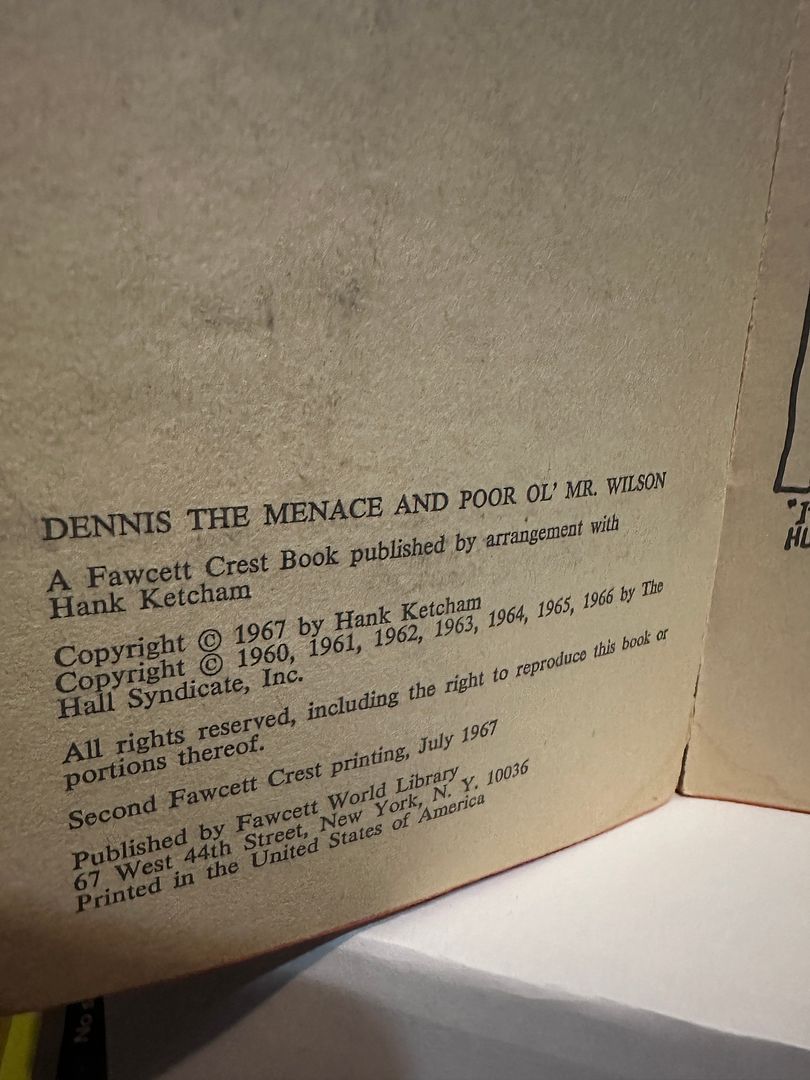 DENNIS THE MENACE AND POOR OL' MR. WILSON
A Fawcett Crest Book published by arrangement with
Hank Ketcham
Copyright © 1967 by Hank Ketcham
Copyright © 1960, 1961, 1962, 1963, 1964, 1965, 1966 by The
Hall Syndicate, Inc.
All rights reserved, including the right to reproduce this book or
portions thereof.
Second Fawcett Crest printing, July 1967
Published by Fawcett World Library
67 West 44th Street, New York, N. Y. 10036
Printed in the United States of America
No